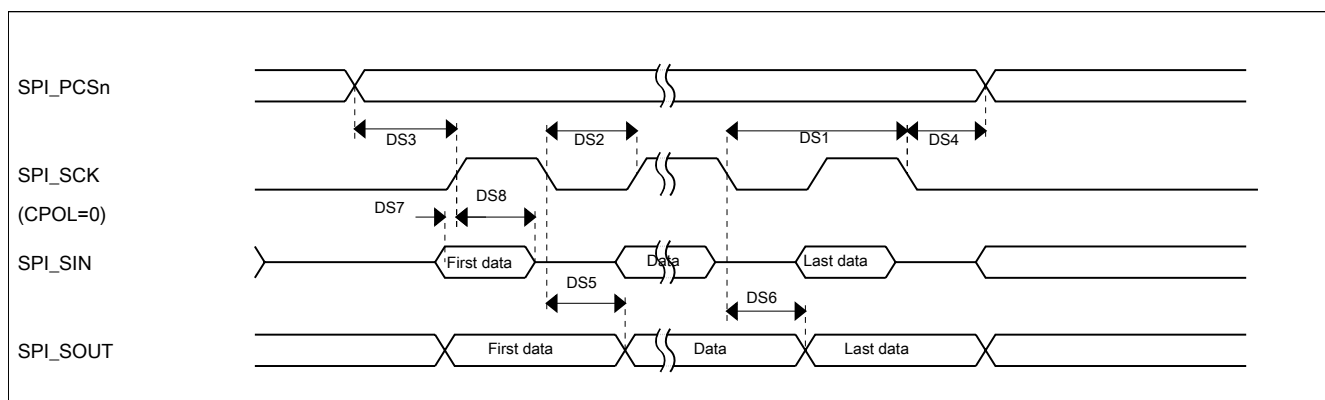 SPI_PCSn
DS3
DS2
DS1
DS4
SPI_SCK
(CPOL=0)
DS7
DS8
SPI_SIN
First data
Data
Last data
DS5
DS6
SPI_SOUT
First data
Data
Last data